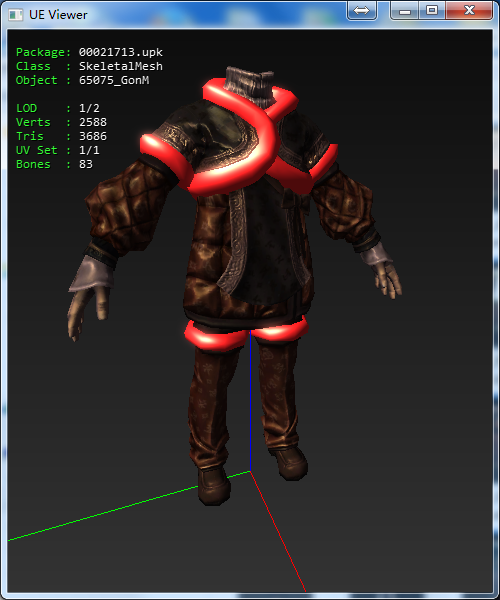 UE Viewer
Package: 00021713.upk
Class : SkeletalMesh
Object : 65075_GonM
LOD : 1/2
Verts : 2588
Tris : 3686
UV Set : 1/1
Bones : 83